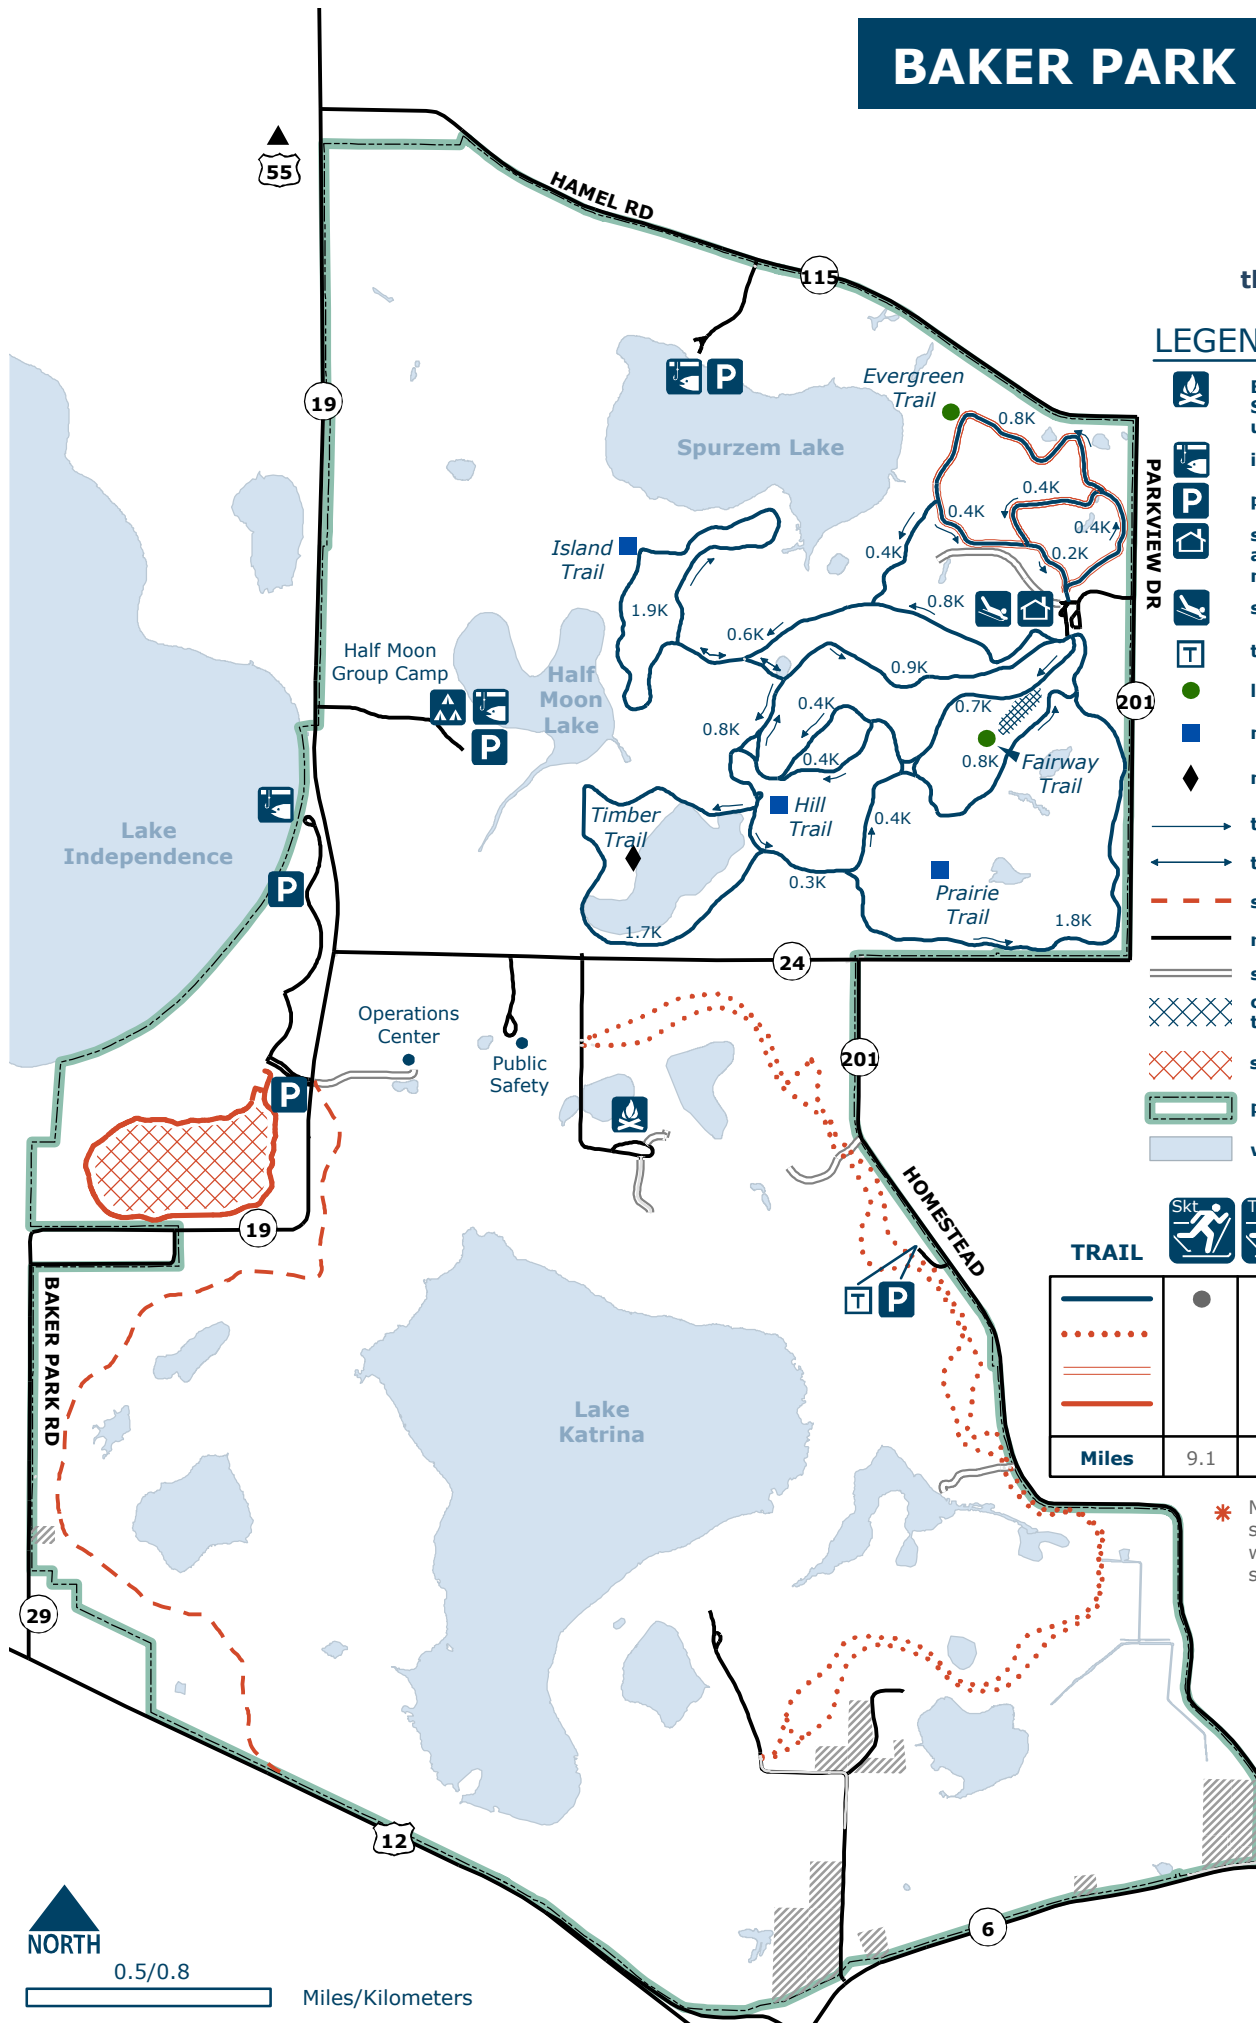 BAKER PARK
55
HAMEL RD
115
19
Evergreen
Trail
0.8K
Spurzem Lake
0.4K
0.4K
0.4K
0.2K
0.4K
PARKVIEW DR
Island
Trail
1.9K
0.8K
0.6K
0.9K
Half Moon
Group Camp
Half
Moon
Lake
0.4K
0.7K
201
0.8K
0.4K
0.8K
Fairway
Trail
Timber
Trail
Hill
Trail
0.4K
Lake
Independence
0.3K
Prairie
Trail
1.7K
1.8K
24
Operations
Center
Public
Safety
201
HOMESTEAD
19
BAKER PARK RD
Lake
Katrina
29
12
6
NORTH
0.5/0.8
Miles/Kilometers
LEGEN
TRAIL
Skt
Miles
9.1